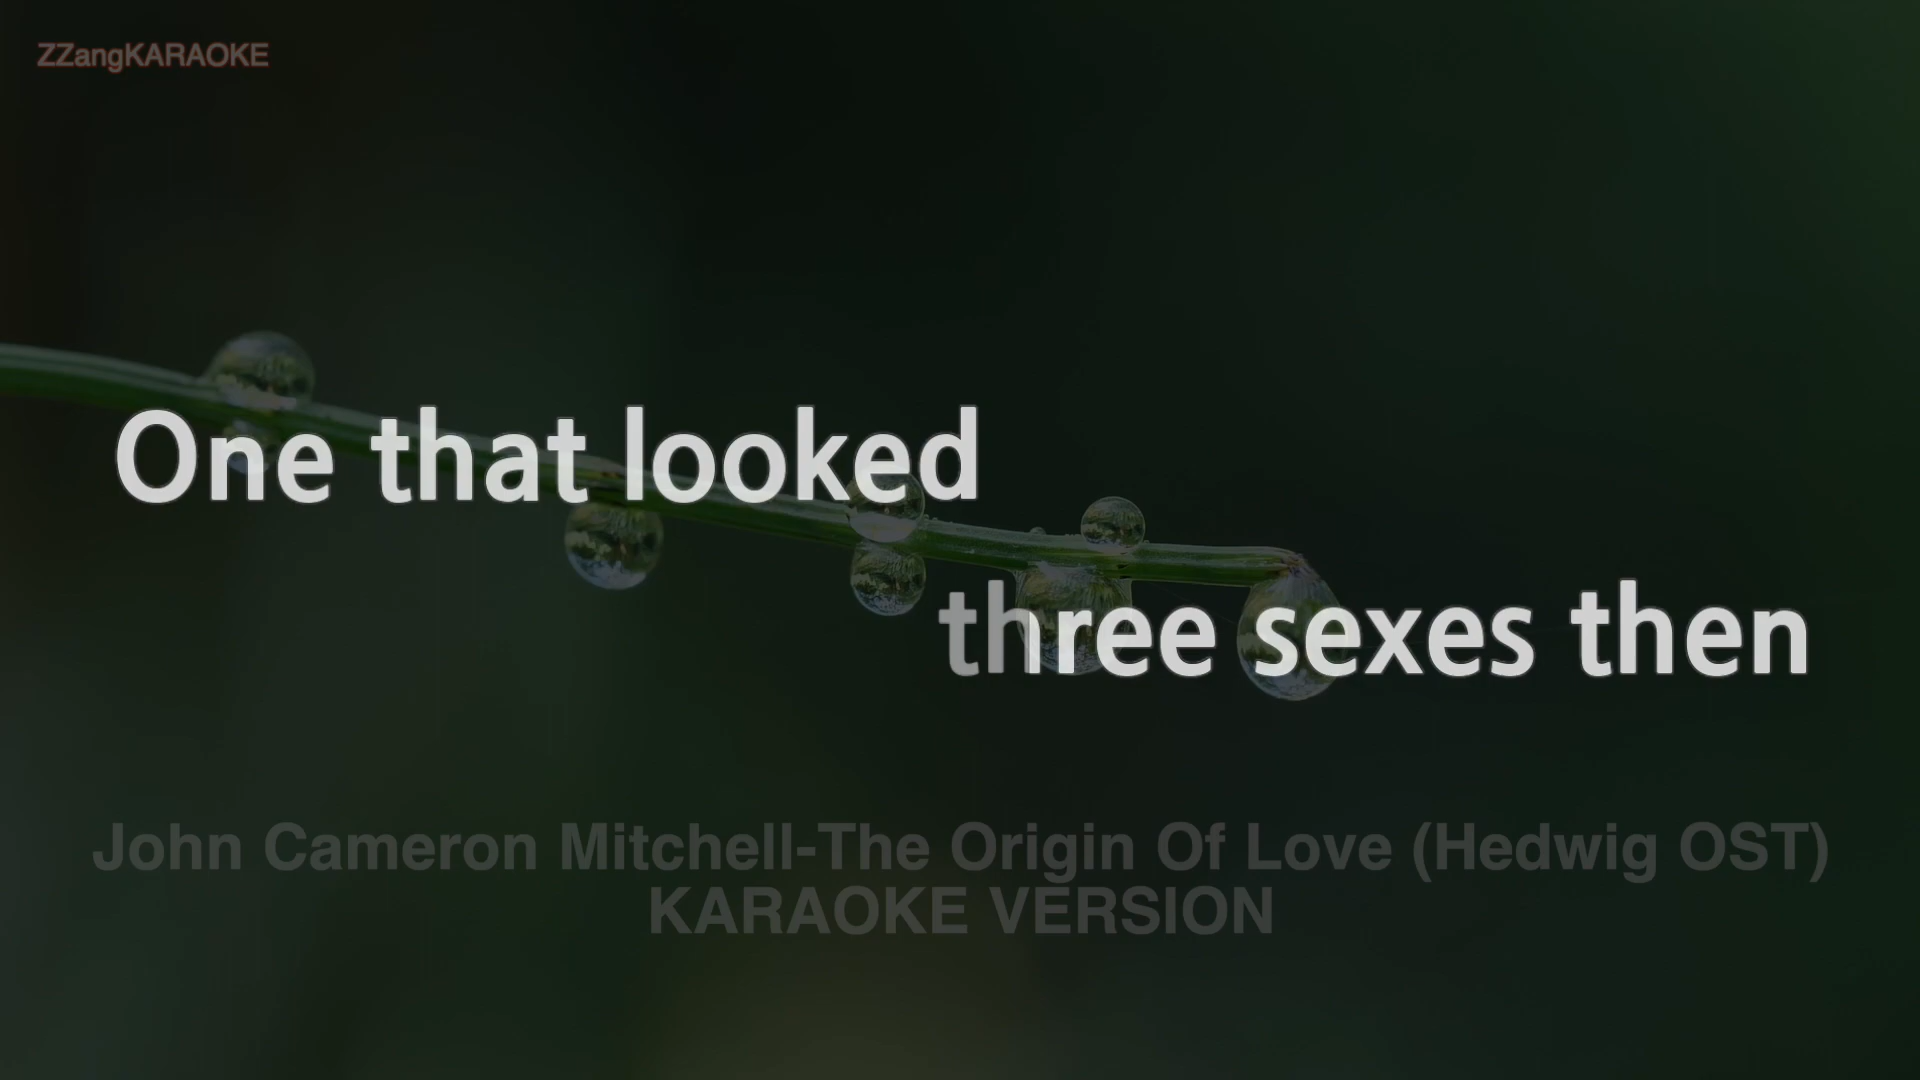 ZZangKARAOKE
One that looked
three sexes then
John Cameron Mitchell-The Origin Of Love (Hedwig OST)
KARAOKE VERSION